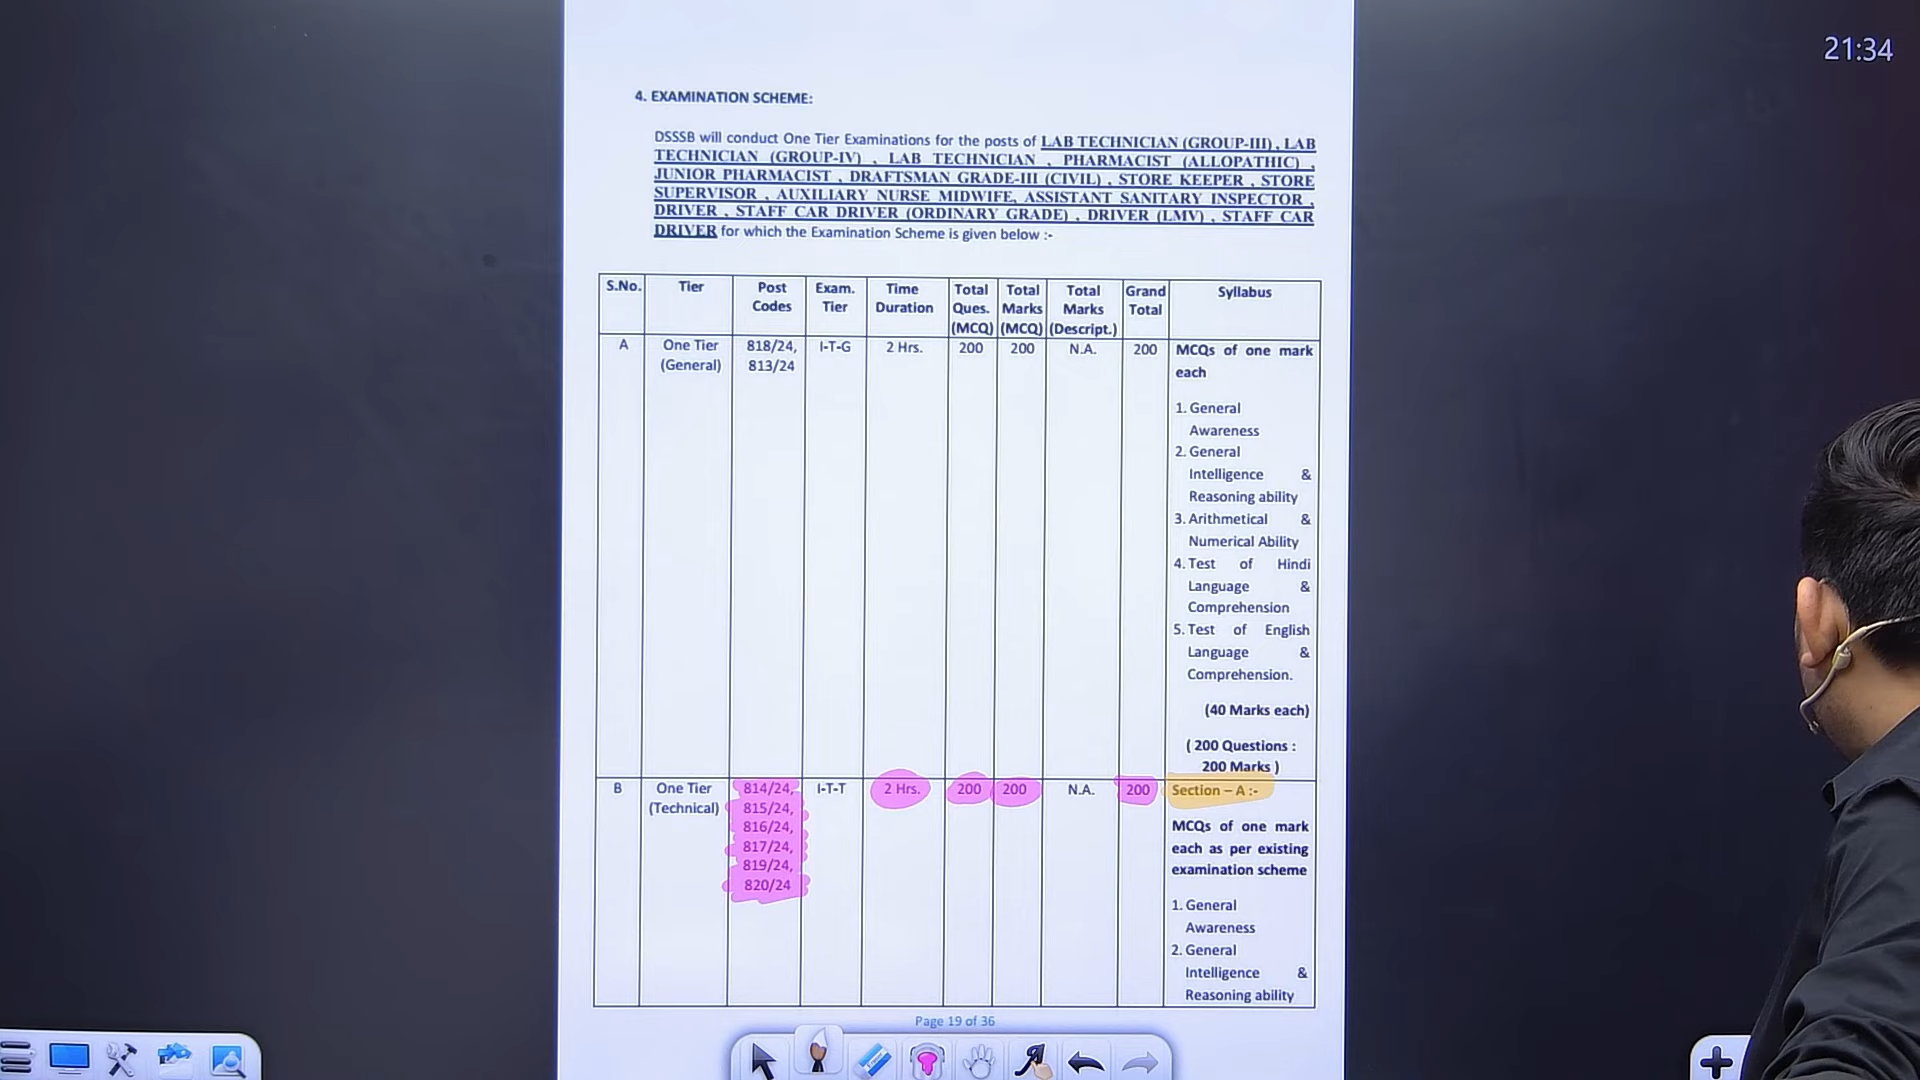 21:34
4. EXAMINATION SCHEME:
DSSSB will conduct One Tier Examinations for the posts of LAB TECHNICIAN (GROUP-III), LAB
TECHNICIAN (GROUP-IV) , LAB TECHNICIAN , PHARMACIST (ALLOPATHIC) ,
JUNIOR PHARMACIST , DRAFTSMAN GRADE-III (CIVIL) , STORE KEEPER , STORE
SUPERVISOR , AUXILIARY NURSE MIDWIFE, ASSISTANT SANITARY INSPECTOR ,
DRIVER , STAFF CAR DRIVER (ORDINARY GRADE) , DRIVER (LMV) , STAFF CAR
DRIVER for which the Examination Scheme is given below :-
S.No. Tier Post Exam. Time Total Total Total Grand Syllabus
Codes Tier Duration Ques. Marks Marks Total
(MCQ) (MCQ) (Descript.)
A One Tier 818/24, I-T-G 2 Hrs. 200 200 N.A. 200 MCQs of one mark
(General) 813/24 each
1. General
Awareness
2. General
Intelligence &
Reasoning ability
3. Arithmetical &
Numerical Ability
4. Test of Hindi
Language &
Comprehension
5. Test of English
Language &
Comprehension.
(40 Marks each)
( 200 Questions :
200 Marks )
B One Tier 814/24, I-T-T 2 Hrs. 200 200 N.A. 200 Section – A :-
(Technical) 815/24,
816/24, MCQs of one mark
817/24, each as per existing
819/24, examination scheme
820/24
1. General
Awareness
2. General
Intelligence &
Reasoning ability
Page 19 of 36